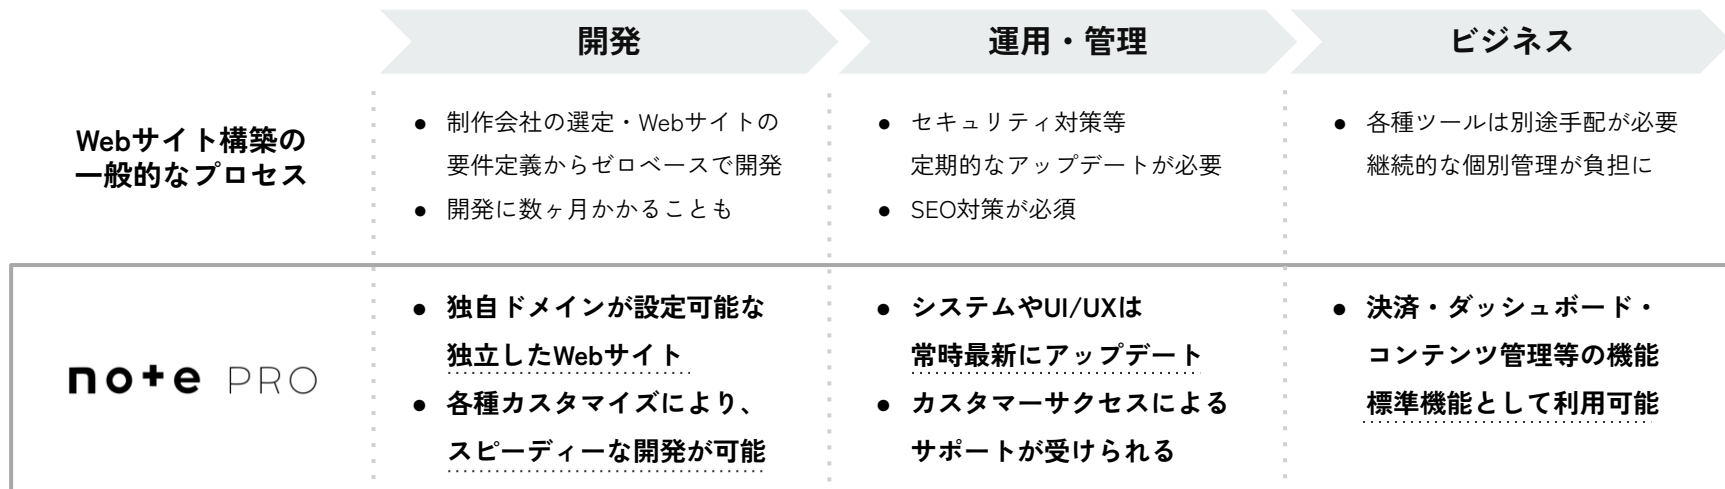 開発
運用・管理
ビジネス
Webサイト構築の
一般的なプロセス
● 制作会社の選定・Webサイトの
要件定義からゼロベースで開発
● 開発に数ヶ月かかることも
● セキュリティ対策等
定期的なアップデートが必要
● SEO対策が必須
● 各種ツールは別途手配が必要
継続的な個別管理が負担に
note PRO
● 独自ドメインが設定可能な
独立したWebサイト
● 各種カスタマイズにより、
スピーディーな開発が可能
● システムやUI/UXは
常時最新にアップデート
● カスタマーサクセスによる
サポートが受けられる
● 決済・ダッシュボード・
コンテンツ管理等の機能
標準機能として利用可能